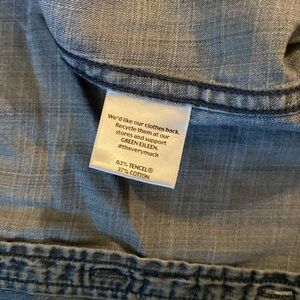 We'd like our clothes back.
Recycle them at our
stores and support
GREEN EILEEN.
#thxverymuch
63% TENCEL®
37% COTTON